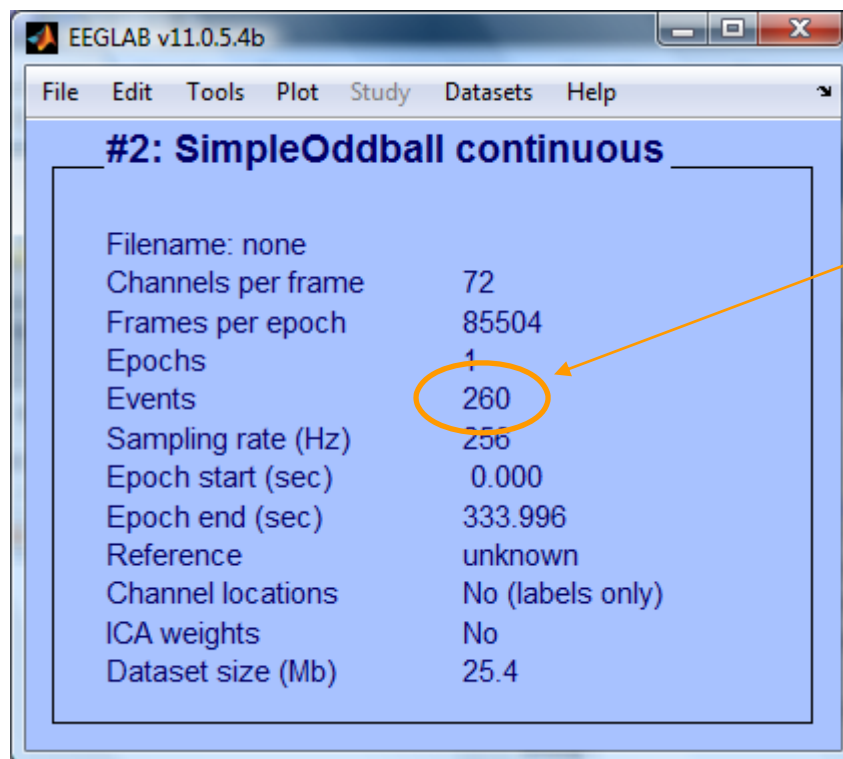 EEGLAB v11.0.5.4b
File Edit Tools Plot Study Datasets Help
#2: SimpleOddball continuous
Filename: none
Channels per frame 72
Frames per epoch 85504
Epochs 1
Events 260
Sampling rate (Hz) 256
Epoch start (sec) 0.000
Epoch end (sec) 333.996
Reference unknown
Channel locations No (labels only)
ICA weights No
Dataset size (Mb) 25.4